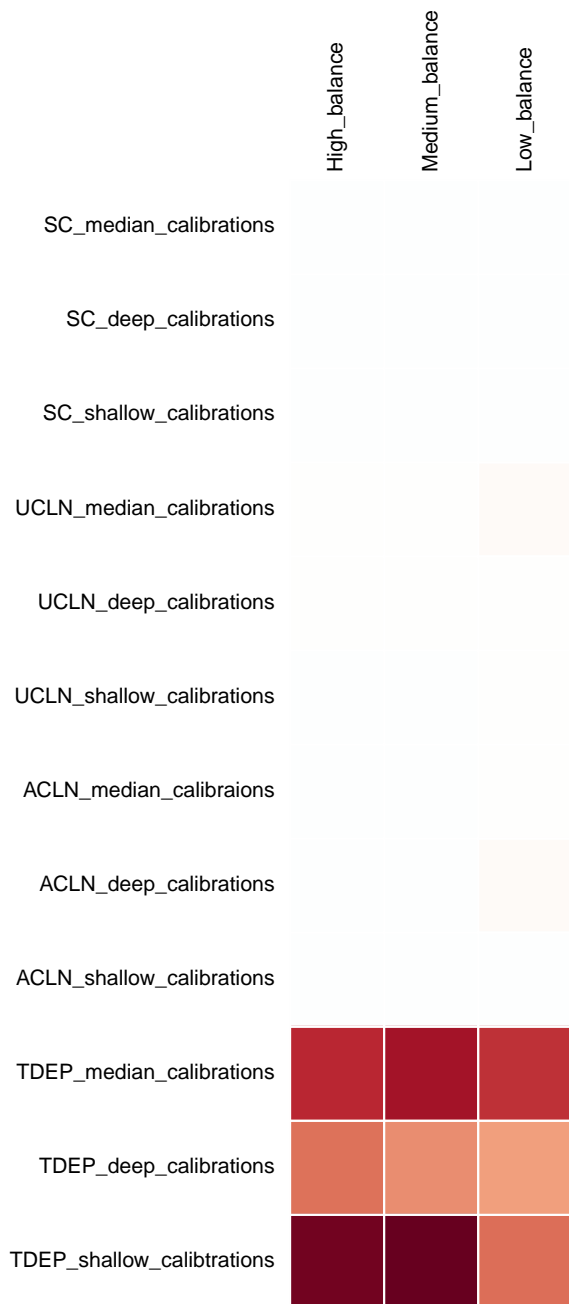 High_balance
Medium_balance
Low_balance
SC_median_calibrations
SC_deep_calibrations
SC_shallow_calibrations
UCLN_median_calibrations
UCLN_deep_calibrations
UCLN_shallow_calibrations
ACLN_median_calibraions
ACLN_deep_calibrations
ACLN_shallow_calibrations
TDEP_median_calibrations
TDEP_deep_calibrations
TDEP_shallow_calibtrations